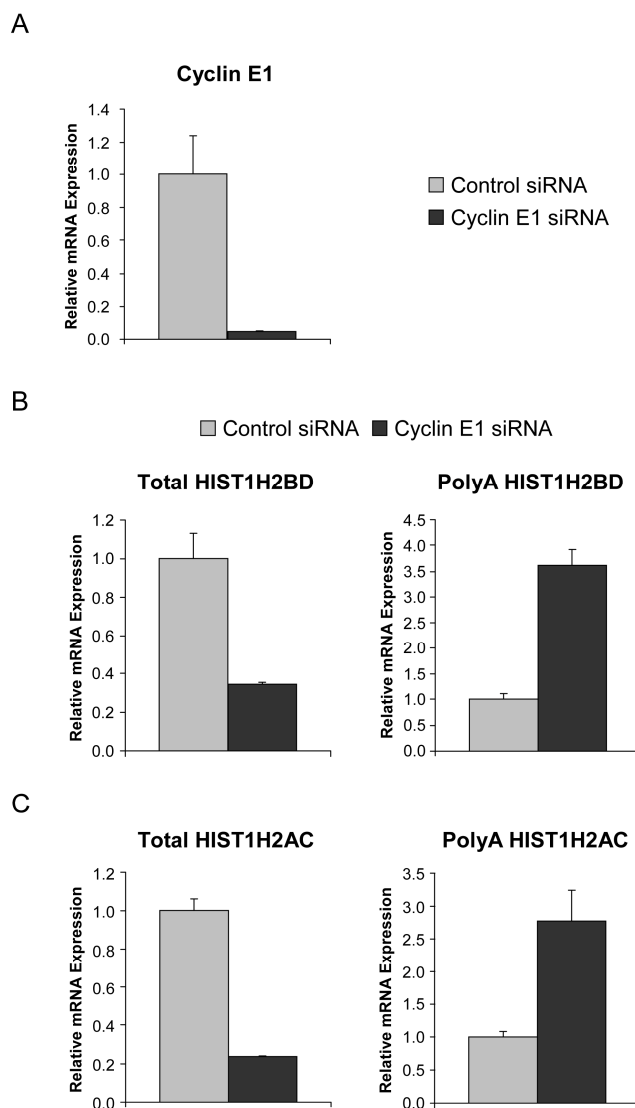 A
Cyclin E1
Relative mRNA Expression
1.4
1.2
1.0
0.8
0.6
0.4
0.2
0.0
Control siRNA
Cyclin E1 siRNA
B
Control siRNA Cyclin E1 siRNA
Total HIST1H2BD
Relative mRNA Expression
1.2
1.0
0.8
0.6
0.4
0.2
0.0
PolyA HIST1H2BD
Relative mRNA Expression
4.5
4.0
3.5
3.0
2.5
2.0
1.5
1.0
0.5
0.0
C
Total HIST1H2AC
Relative mRNA Expression
1.2
1.0
0.8
0.6
0.4
0.2
0.0
PolyA HIST1H2AC
Relative mRNA Expression
3.5
3.0
2.5
2.0
1.5
1.0
0.5
0.0